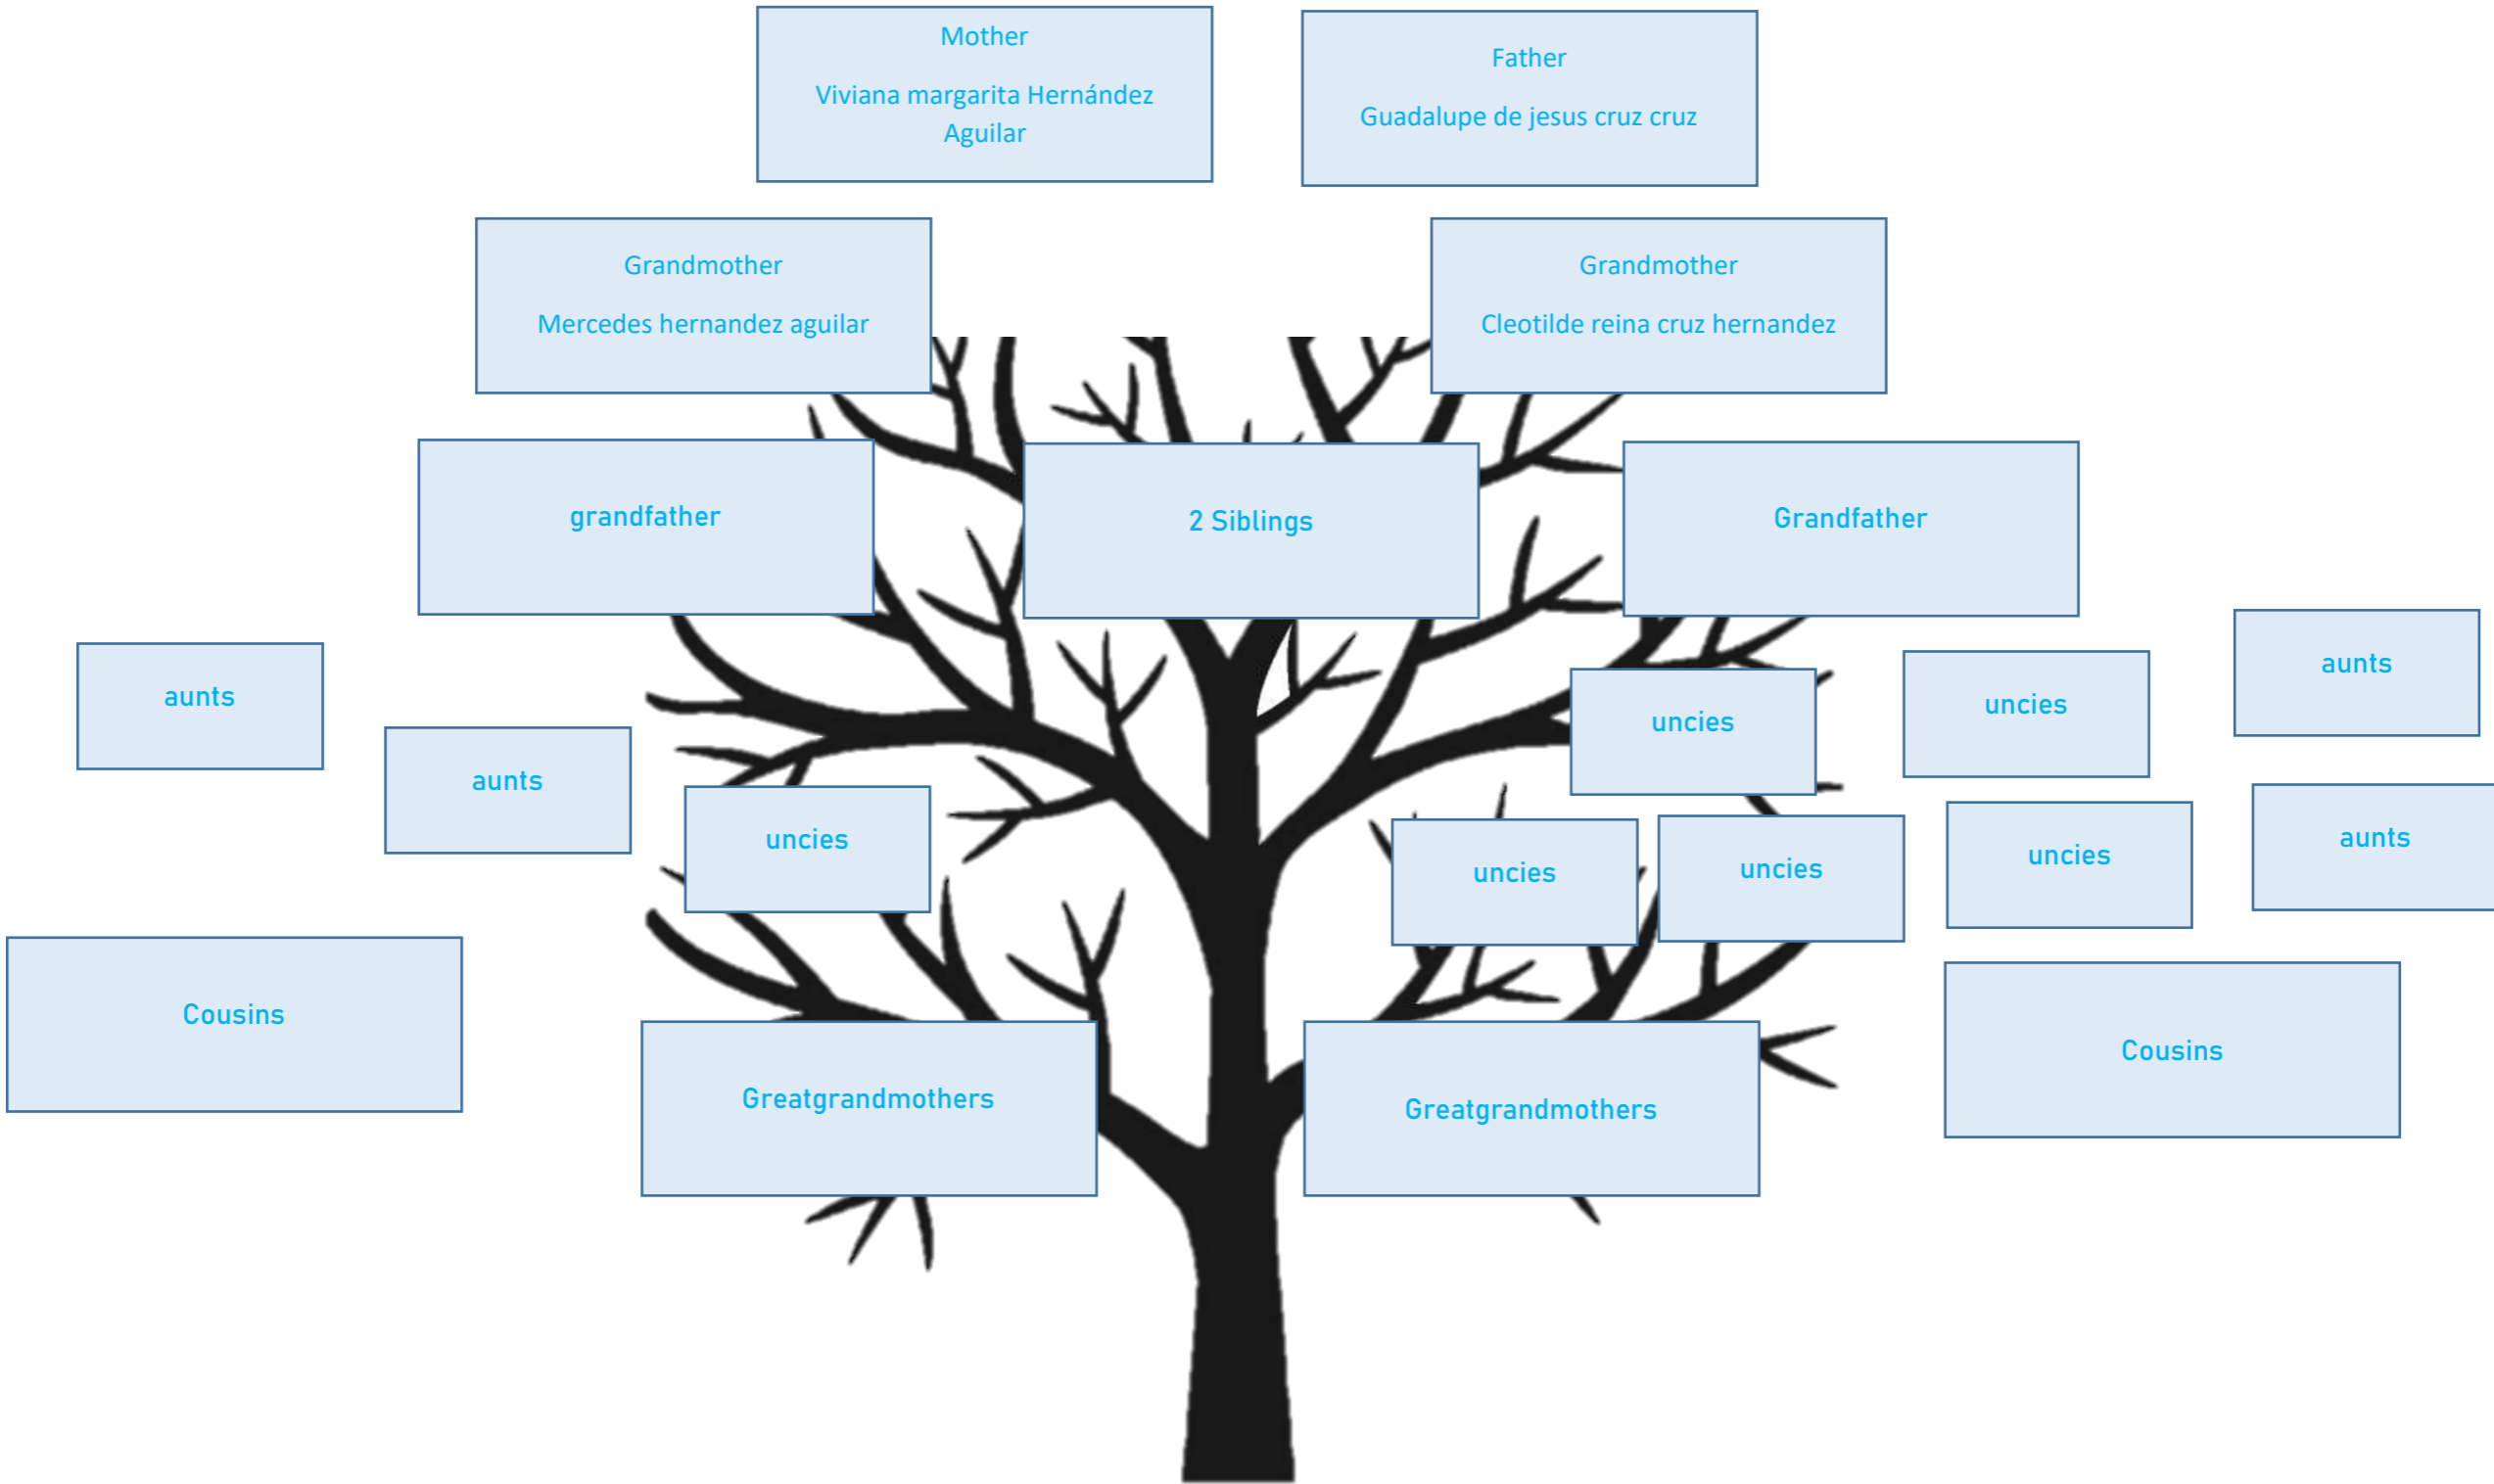 Mother
Viviana margarita Hernández
Aguilar
Father
Guadalupe de jesus cruz cruz
Grandmother
Mercedes hernandez aguilar
Grandmother
Cleotilde reina cruz hernandez
grandfather
2 Siblings
Grandfather
aunts
aunts
uncies
uncies
uncies
aunts
uncies
uncies
uncies
aunts
Cousins
Greatgrandmothers
Greatgrandmothers
Cousins